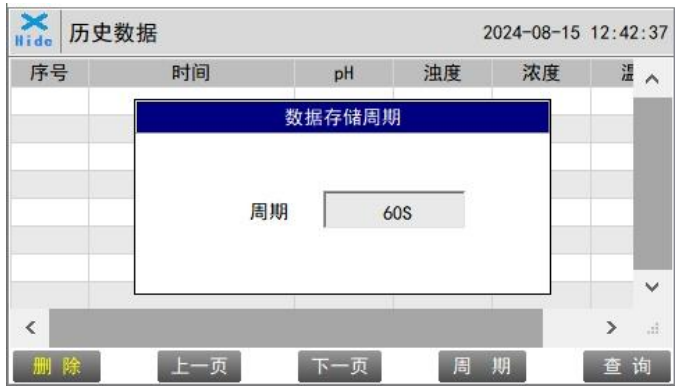 Hide 历史数据 2024-08-15 12:42:37
序号 时间 pH 浊度 浓度 温
数据存储周期
周期 60S
删除 上一页 下一页 周期 查询